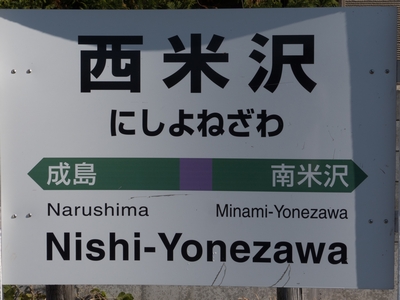 西米沢
にしよねざわ
成島 南米沢
Narushima Minami-Yonezawa
Nishi-Yonezawa